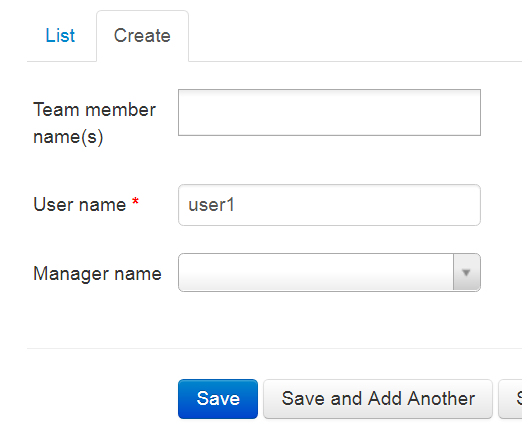 List Create
Team member
name(s)
User name * user1
Manager name
Save Save and Add Another